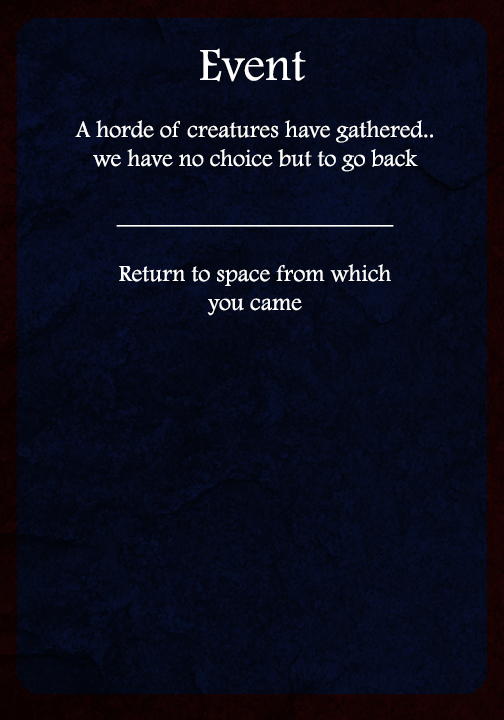 Event
A horde of creatures have gathered..
we have no choice but to go back
Return to space from which
you came